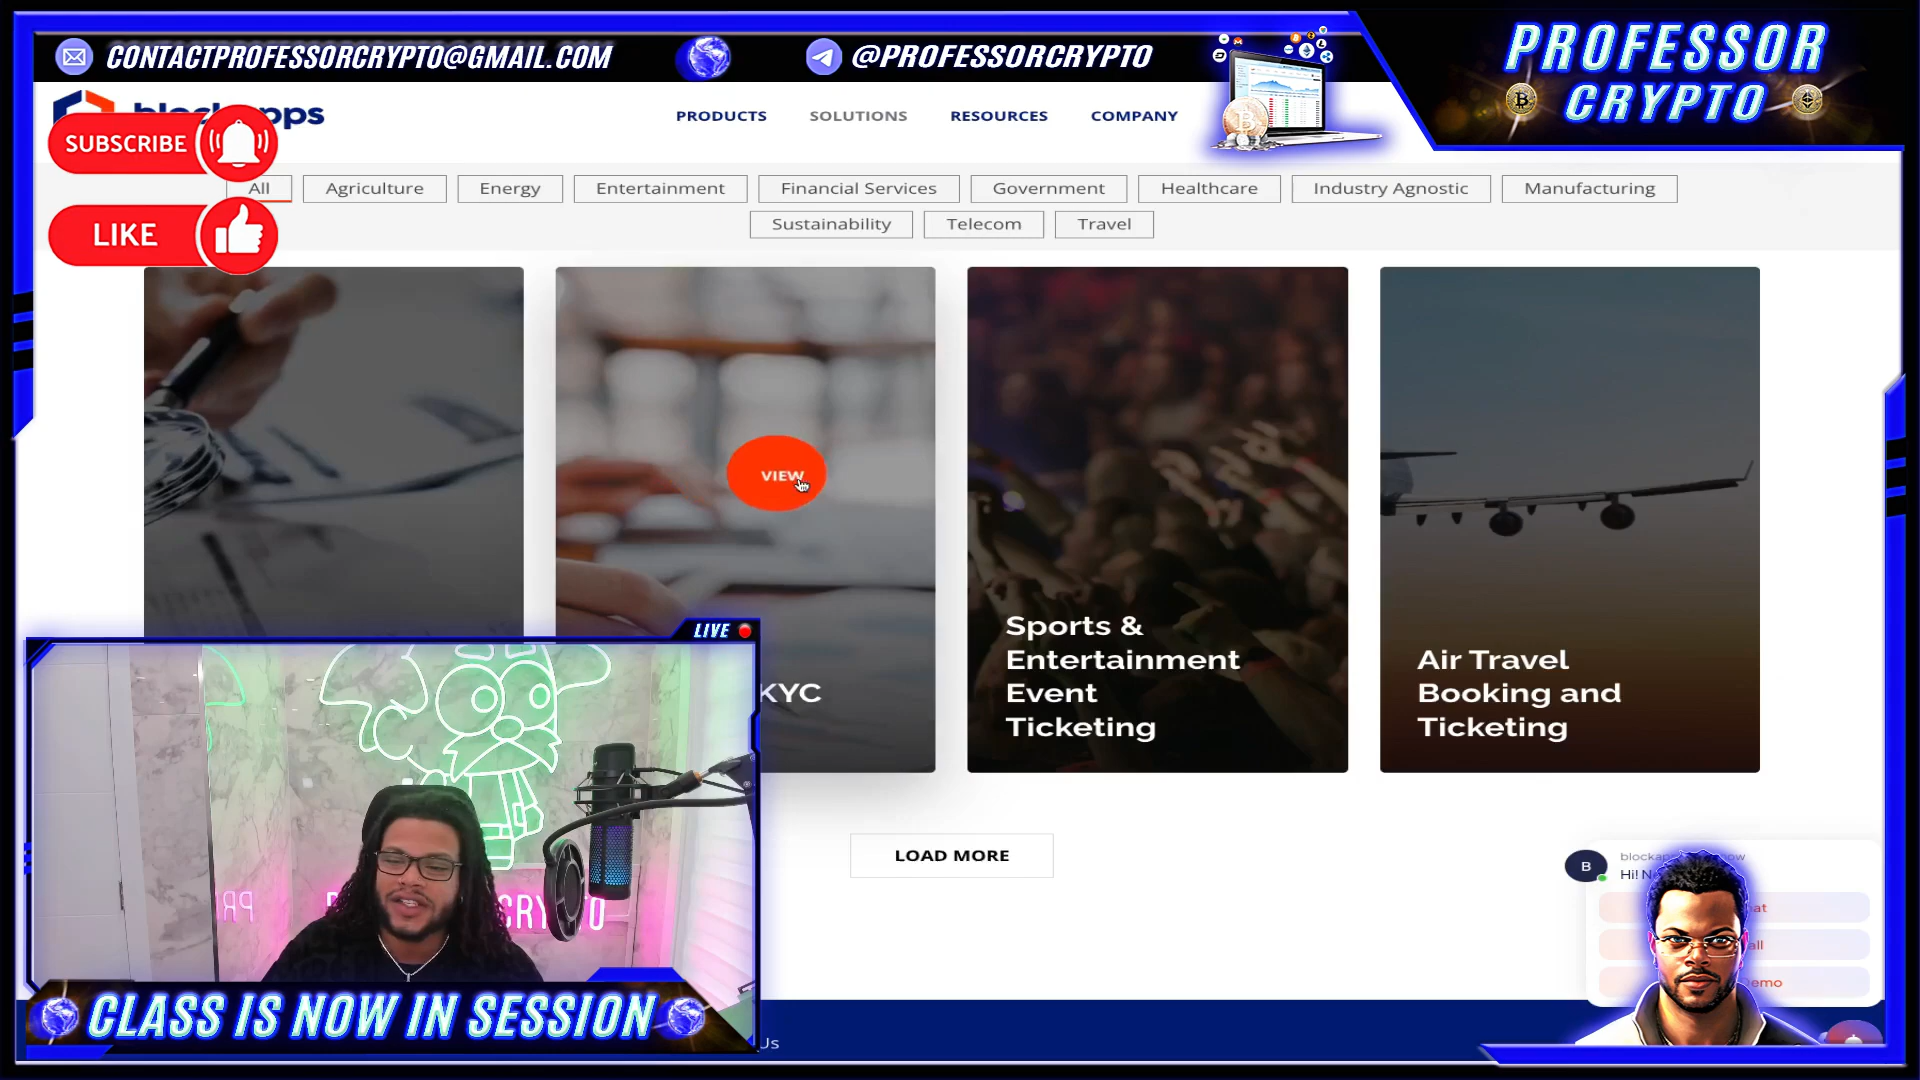 CONTACTPROFESSORCRYPTO@GMAIL.COM
@PROFESSORCRYPTO
PROFESSOR
CRYPTO
PRODUCTS
SOLUTIONS
RESOURCES
COMPANY
SUBSCRIBE
LIKE
All
Agriculture
Energy
Entertainment
Financial Services
Government
Healthcare
Industry Agnostic
Manufacturing
Sustainability
Telecom
Travel
VIEW
KYC
Sports &
Entertainment
Event
Ticketing
Air Travel
Booking and
Ticketing
LIVE
LOAD MORE
B
Hi!
CLASS IS NOW IN SESSION
Us